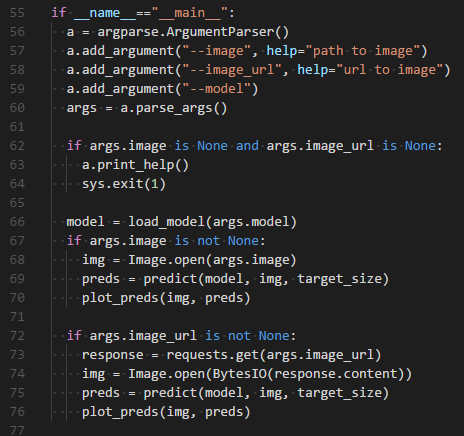 55 if __name__=="__main__":
56   a = argparse.ArgumentParser()
57   a.add_argument("--image", help="path to image")
58   a.add_argument("--image_url", help="url to image")
59   a.add_argument("--model")
60   args = a.parse_args()
61
62   if args.image is None and args.image_url is None:
63     a.print_help()
64     sys.exit(1)
65
66   model = load_model(args.model)
67   if args.image is not None:
68     img = Image.open(args.image)
69     preds = predict(model, img, target_size)
70     plot_preds(img, preds)
71
72   if args.image_url is not None:
73     response = requests.get(args.image_url)
74     img = Image.open(BytesIO(response.content))
75     preds = predict(model, img, target_size)
76     plot_preds(img, preds)
77